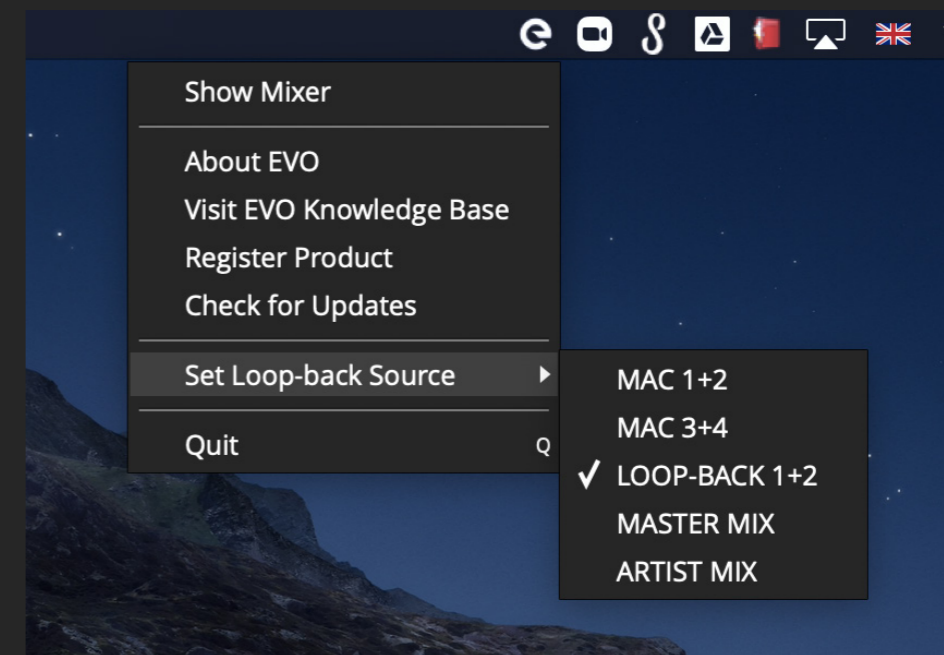 Show Mixer
About EVO
Visit EVO Knowledge Base
Register Product
Check for Updates
Set Loop-back Source
Quit Q
MAC 1+2
MAC 3+4
✓ LOOP-BACK 1+2
MASTER MIX
ARTIST MIX